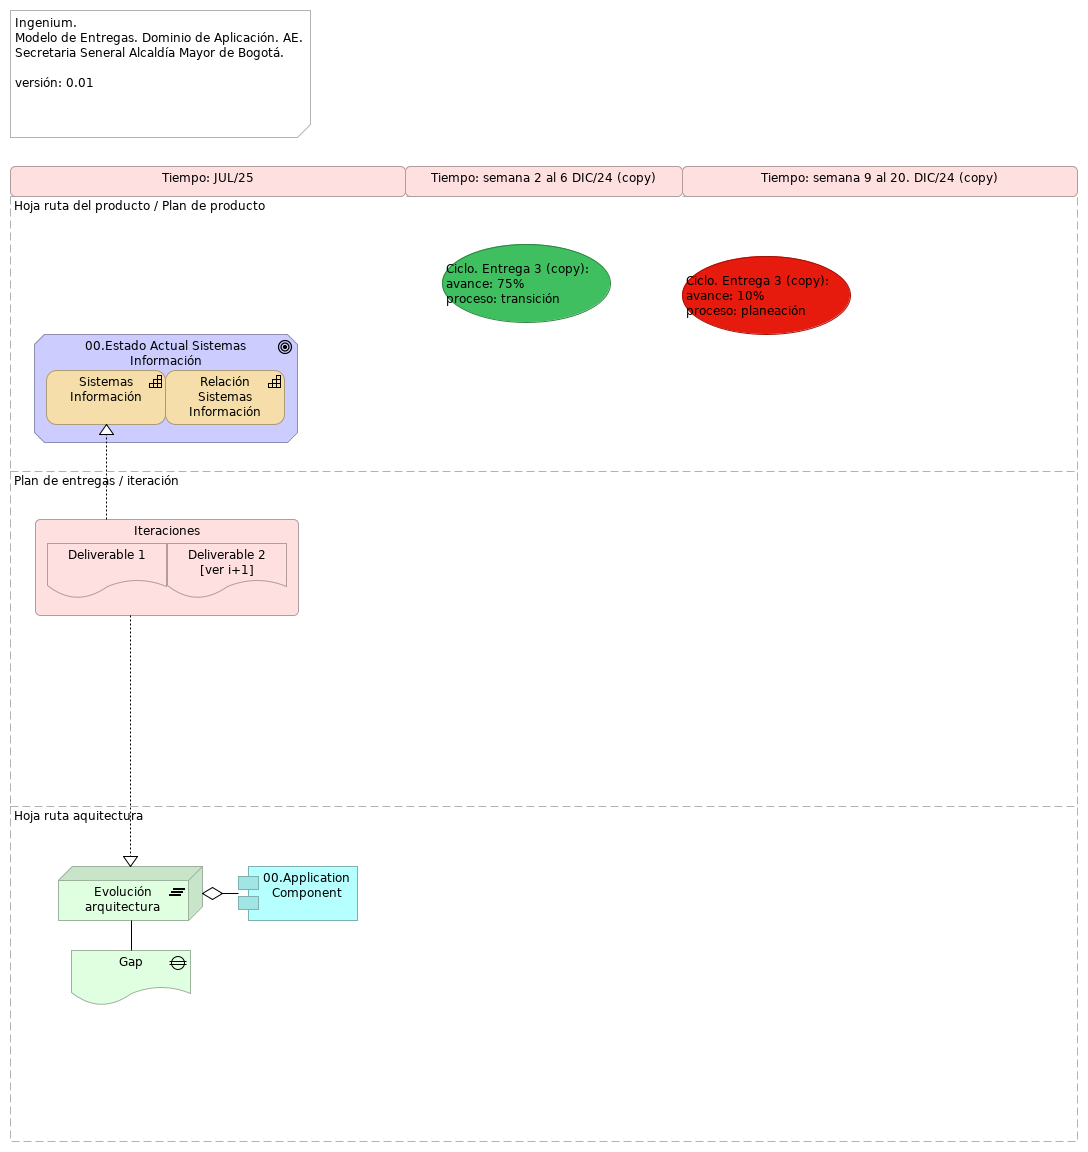 Ingenium.
Modelo de Entregas. Dominio de Aplicación. AE.
Secretaria Seneral Alcaldía Mayor de Bogotá.
versión: 0.01
Tiempo: JUL/25
Tiempo: semana 2 al 6 DIC/24 (copy)
Tiempo: semana 9 al 20. DIC/24 (copy)
Hoja ruta del producto / Plan de producto
Ciclo. Entrega 3 (copy):
avance: 75%
proceso: transición
Ciclo. Entrega 3 (copy):
avance: 10%
proceso: planeación
00.Estado Actual Sistemas
Información
Sistemas
Información
Relación
Sistemas
Información
Plan de entregas / iteración
Iteraciones
Deliverable 1
Deliverable 2
[ver i+1]
Hoja ruta aquitectura
Evolución
arquitectura
00.Application
Component
Gap